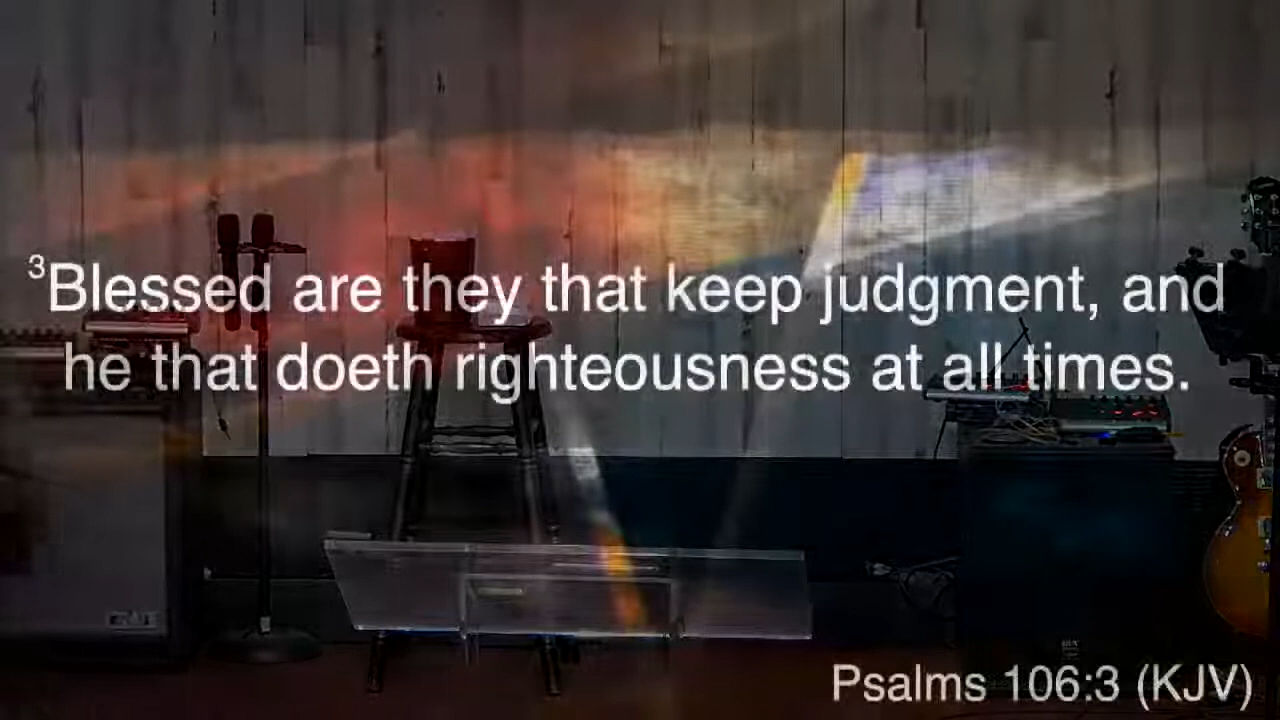 ³Blessed are they that keep judgment, and
he that doeth righteousness at all times.
Psalms 106:3 (KJV)